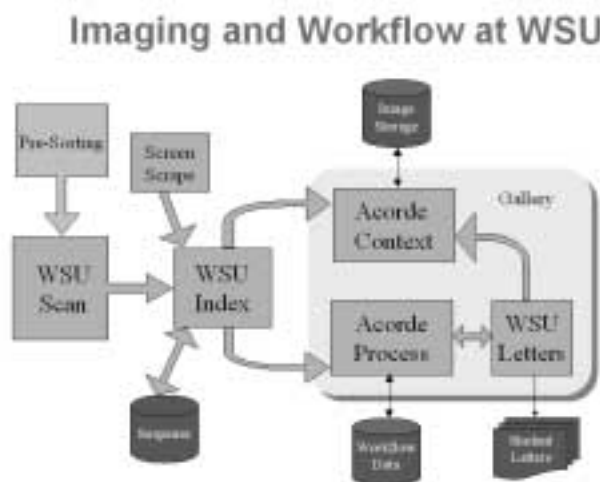 Imaging and Workflow at WSU
Image
Storage
Pre-Sorting
Screen
Scrape
Gallery
Acorde
Context
WSU
Scan
WSU
Index
Acorde
Process
WSU
Letters
Workflow
Data
Letters